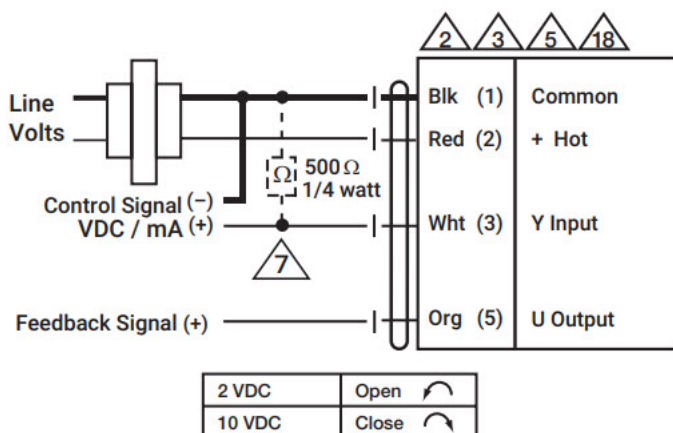 2 3 5 18
Line
Volts
Blk (1) Common
Red (2) + Hot
Ω 500 Ω
1/4 watt
Control Signal (−)
VDC / mA (+)
Wht (3) Y Input
7
Feedback Signal (+)
Org (5) U Output
2 VDC Open
10 VDC Close